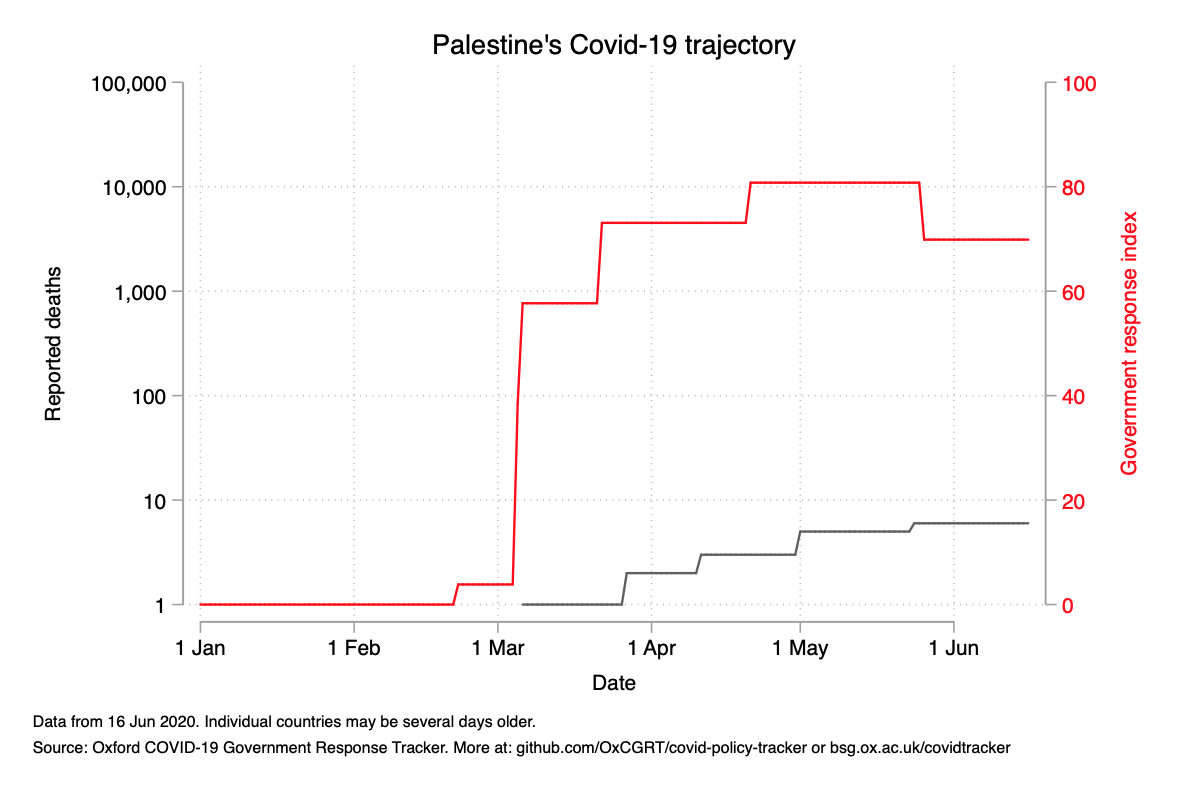 Palestine's Covid-19 trajectory
100,000
10,000
1,000
100
10
1
Reported deaths
100
80
60
40
20
0
Government response index
1 Jan
1 Feb
1 Mar
1 Apr
1 May
1 Jun
Date
Data from 16 Jun 2020. Individual countries may be several days older.
Source: Oxford COVID-19 Government Response Tracker. More at: github.com/OxCGRT/covid-policy-tracker or bsg.ox.ac.uk/covidtracker